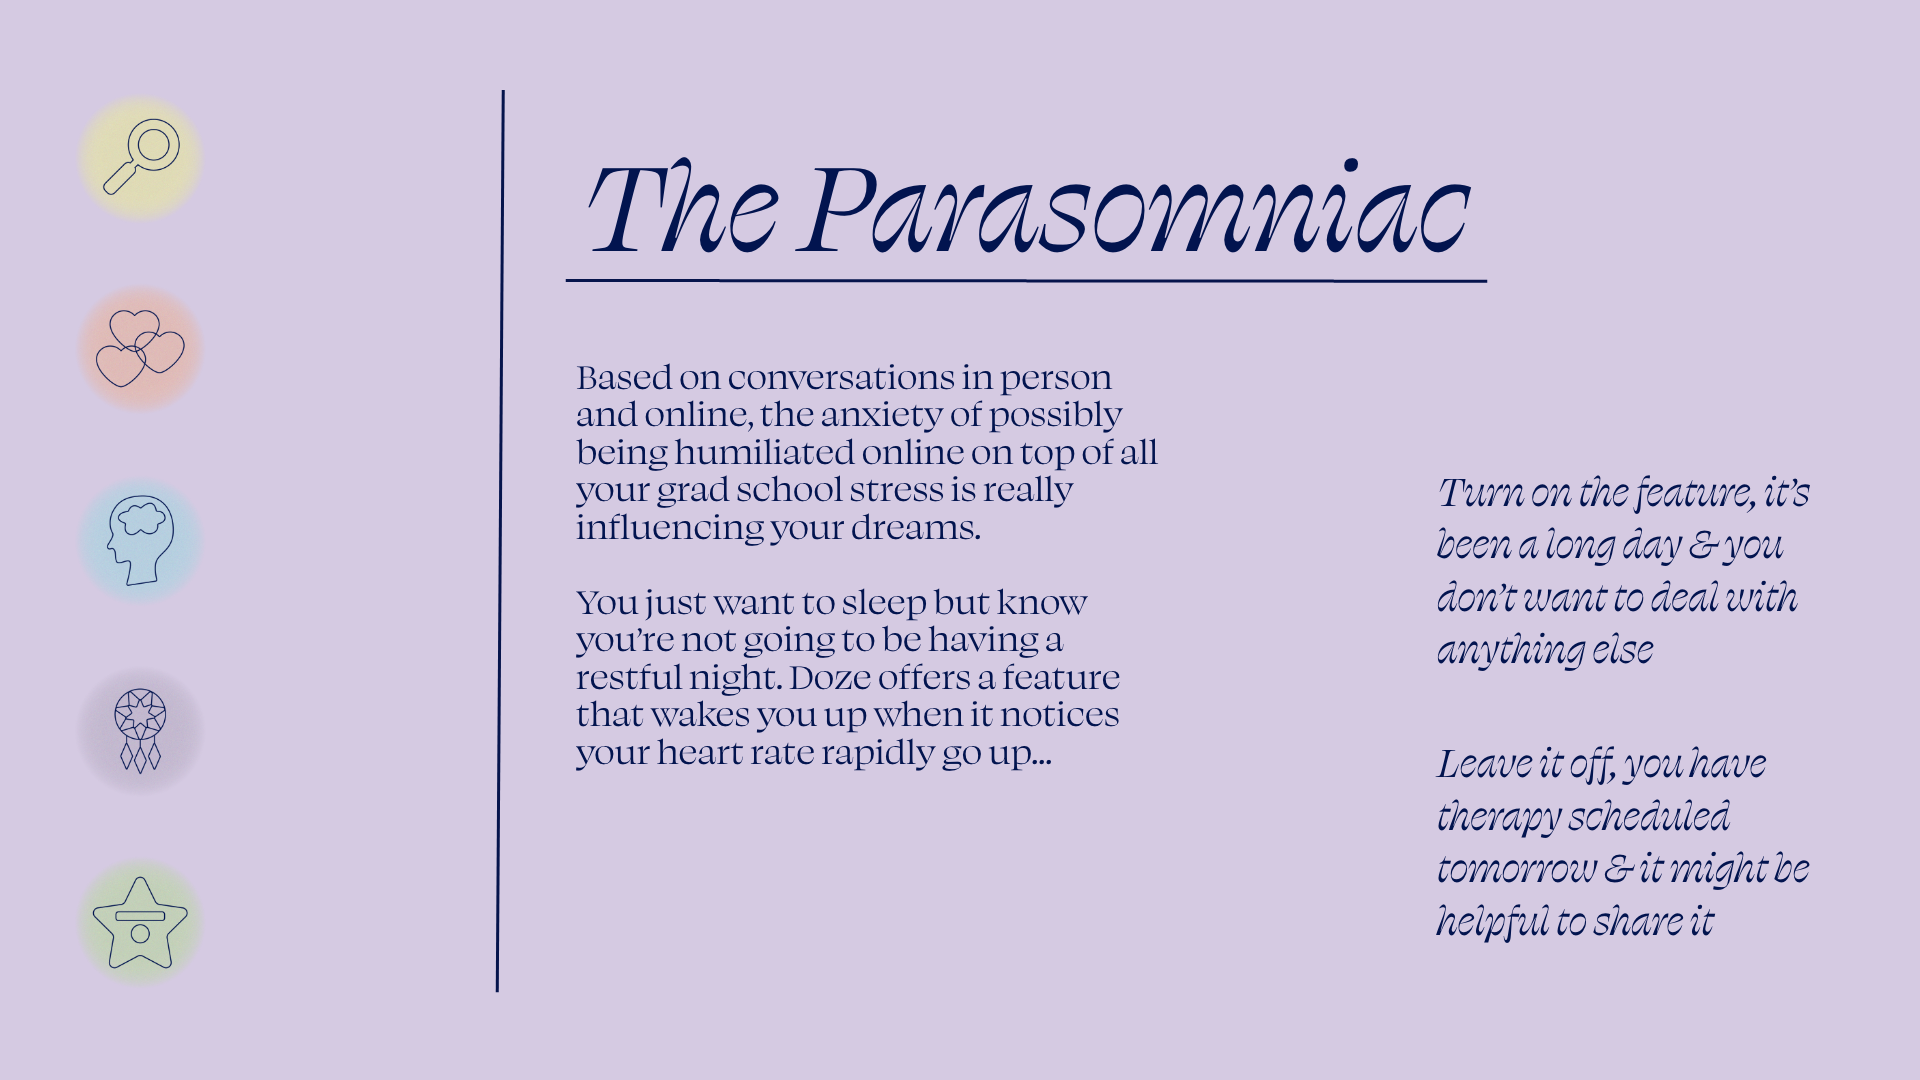 The Parasomniac
Based on conversations in person
and online, the anxiety of possibly
being humiliated online on top of all
your grad school stress is really
influencing your dreams.
You just want to sleep but know
you’re not going to be having a
restful night. Doze offers a feature
that wakes you up when it notices
your heart rate rapidly go up...
Turn on the feature, it’s
been a long day & you
don’t want to deal with
anything else
Leave it off, you have
therapy scheduled
tomorrow & it might be
helpful to share it